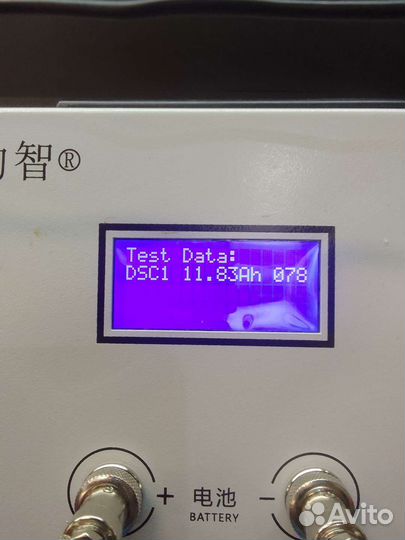 智®
Test Data:
DSC1 11.83Ah 078
+ 电池 −
BATTERY
Avito